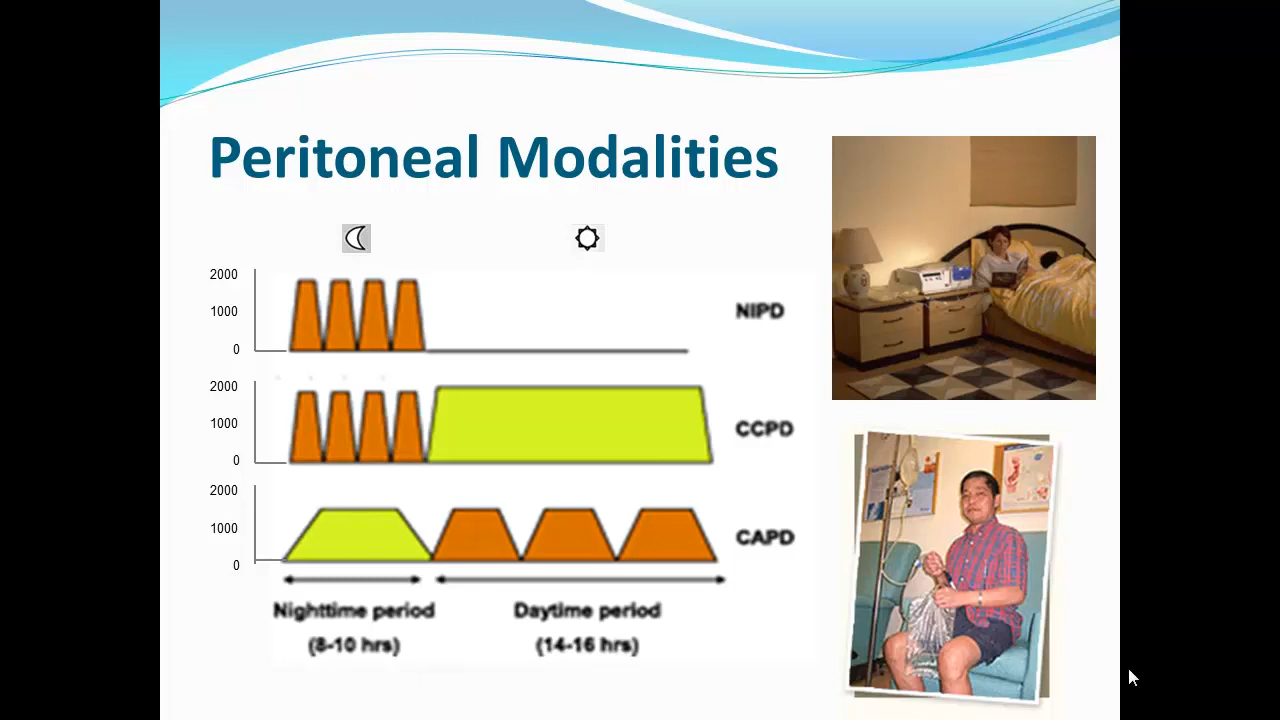 Peritoneal Modalities
2000
1000
0
NIPD
2000
1000
0
CCPD
2000
1000
0
CAPD
Nighttime period
(8-10 hrs)
Daytime period
(14-16 hrs)